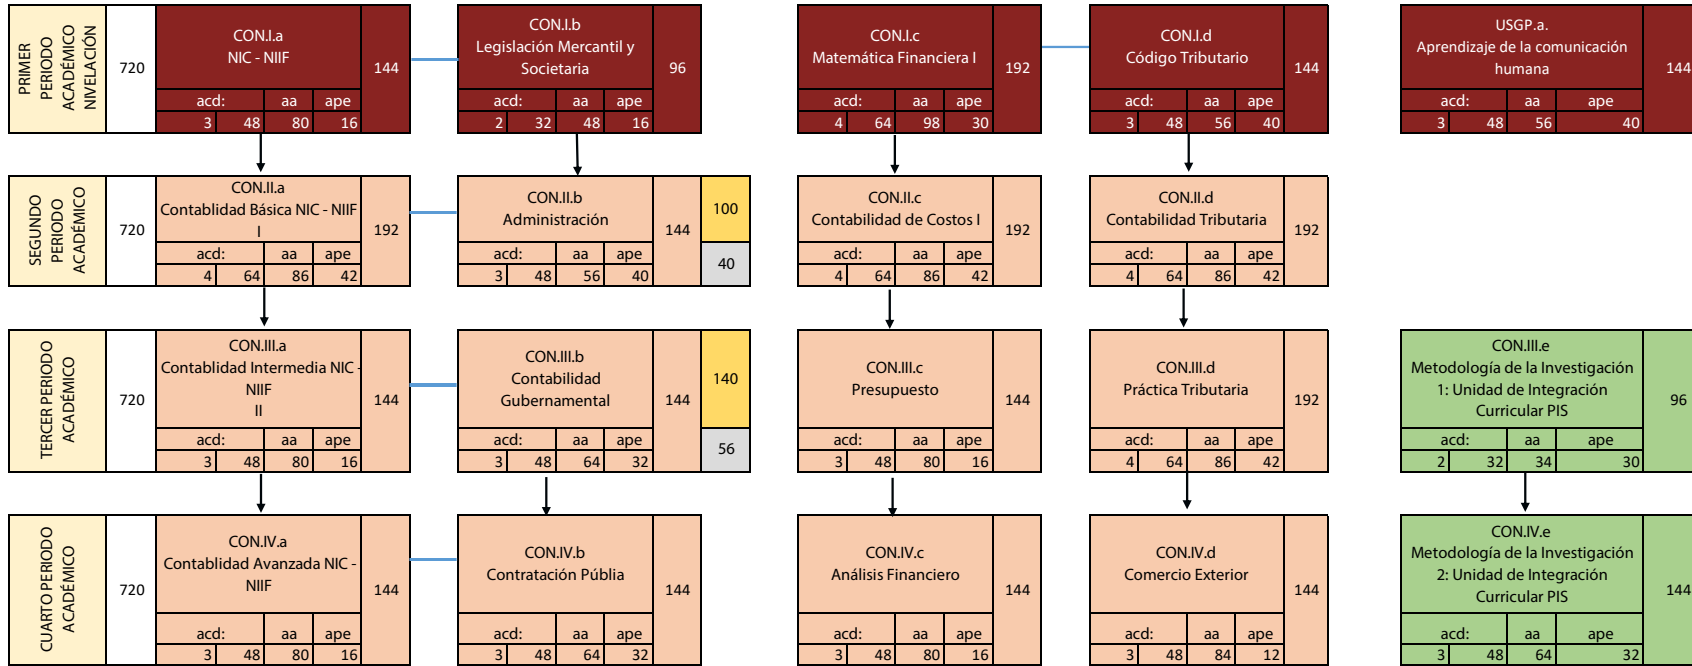 PRIMER
PERIODO
ACADÉMICO
NIVELACIÓN
720
CON.I.a
NIC - NIIF
144
acd: aa ape
3 48 80 16
CON.I.b
Legislación Mercantil y
Societaria
96
acd: aa ape
2 32 48 16
CON.I.c
Matemática Financiera I
192
acd: aa ape
4 64 98 30
CON.I.d
Código Tributario
144
acd: aa ape
3 48 56 40
USGP.a.
Aprendizaje de la comunicación
humana
144
acd: aa ape
3 48 56 40
SEGUNDO
PERIODO
ACADÉMICO
720
CON.II.a
Contablidad Básica NIC - NIIF
I
192
acd: aa ape
4 64 86 42
CON.II.b
Administración
144
acd: aa ape
3 48 56 40
100
40
CON.II.c
Contabilidad de Costos I
192
acd: aa ape
4 64 86 42
CON.II.d
Contabilidad Tributaria
192
acd: aa ape
4 64 86 42
TERCER PERIODO
ACADÉMICO
720
CON.III.a
Contablidad Intermedia NIC -
NIIF
II
144
acd: aa ape
3 48 80 16
CON.III.b
Contabilidad
Gubernamental
144
acd: aa ape
3 48 64 32
140
56
CON.III.c
Presupuesto
144
acd: aa ape
3 48 80 16
CON.III.d
Práctica Tributaria
192
acd: aa ape
4 64 86 42
CON.III.e
Metodología de la Investigación
1: Unidad de Integración
Curricular PIS
96
acd: aa ape
2 32 34 30
CUARTO PERIODO
ACADÉMICO
720
CON.IV.a
Contablidad Avanzada NIC -
NIIF
144
acd: aa ape
3 48 80 16
CON.IV.b
Contratación Públia
144
acd: aa ape
3 48 64 32
CON.IV.c
Análisis Financiero
144
acd: aa ape
3 48 80 16
CON.IV.d
Comercio Exterior
144
acd: aa ape
3 48 84 12
CON.IV.e
Metodología de la Investigación
2: Unidad de Integración
Curricular PIS
144
acd: aa ape
3 48 64 32